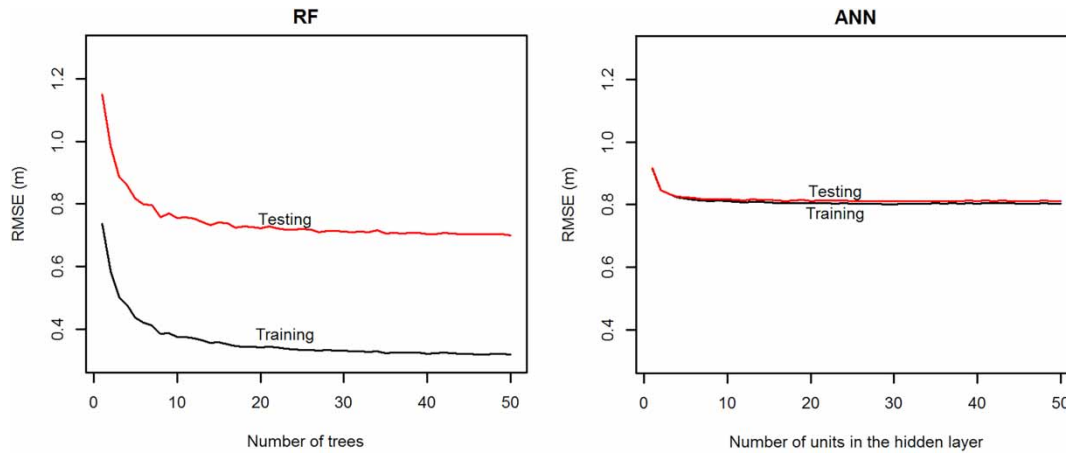 RF
RMSE (m)
1.2
1.0
0.8
0.6
0.4
Testing
Training
0
10
20
30
40
50
Number of trees
ANN
RMSE (m)
1.2
1.0
0.8
0.6
0.4
Testing
Training
0
10
20
30
40
50
Number of units in the hidden layer